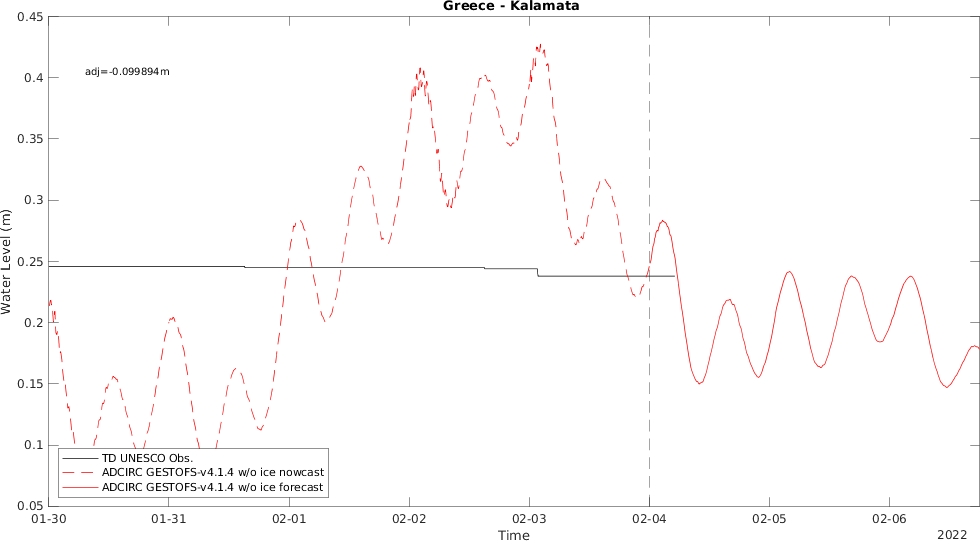 Greece - Kalamata
0.45
adj=-0.099894m
0.4
0.35
0.3
0.25
0.2
0.15
0.1
0.05
Water Level (m)
TD UNESCO Obs.
ADCIRC GESTOFS-v4.1.4 w/o ice nowcast
ADCIRC GESTOFS-v4.1.4 w/o ice forecast
01-30 01-31 02-01 02-02 02-03 02-04 02-05 02-06
Time
2022